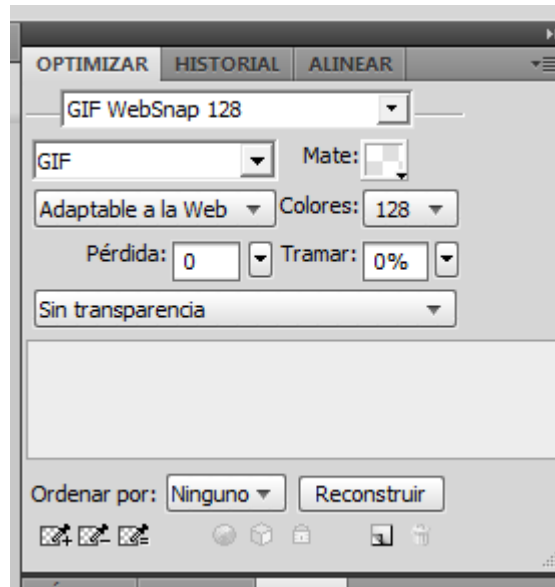 OPTIMIZAR HISTORIAL ALINEAR
GIF WebSnap 128
GIF Mate:
Adaptable a la Web Colores: 128
Pérdida: 0 Tramar: 0%
Sin transparencia
Ordenar por: Ninguno Reconstruir